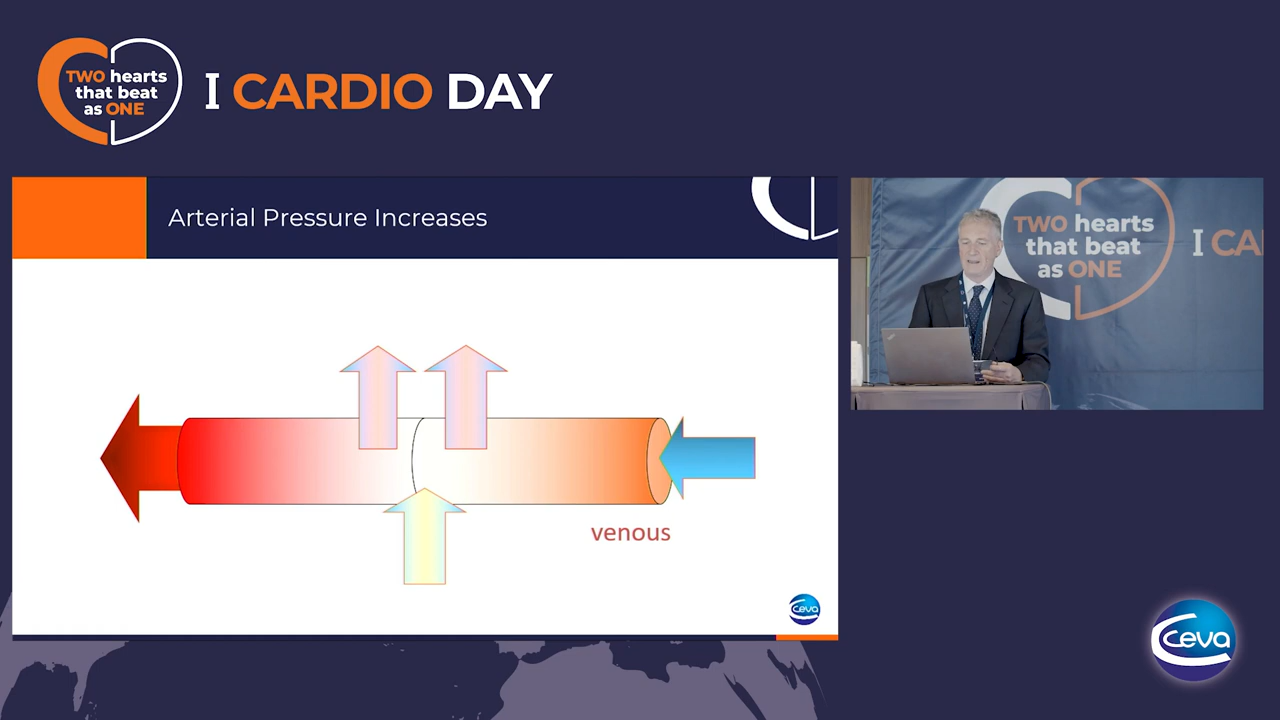 TWO hearts
that beat
as ONE
I CARDIO DAY
Arterial Pressure Increases
venous
ceva
TWO hearts
that beat
as ONE
I CA
ceva